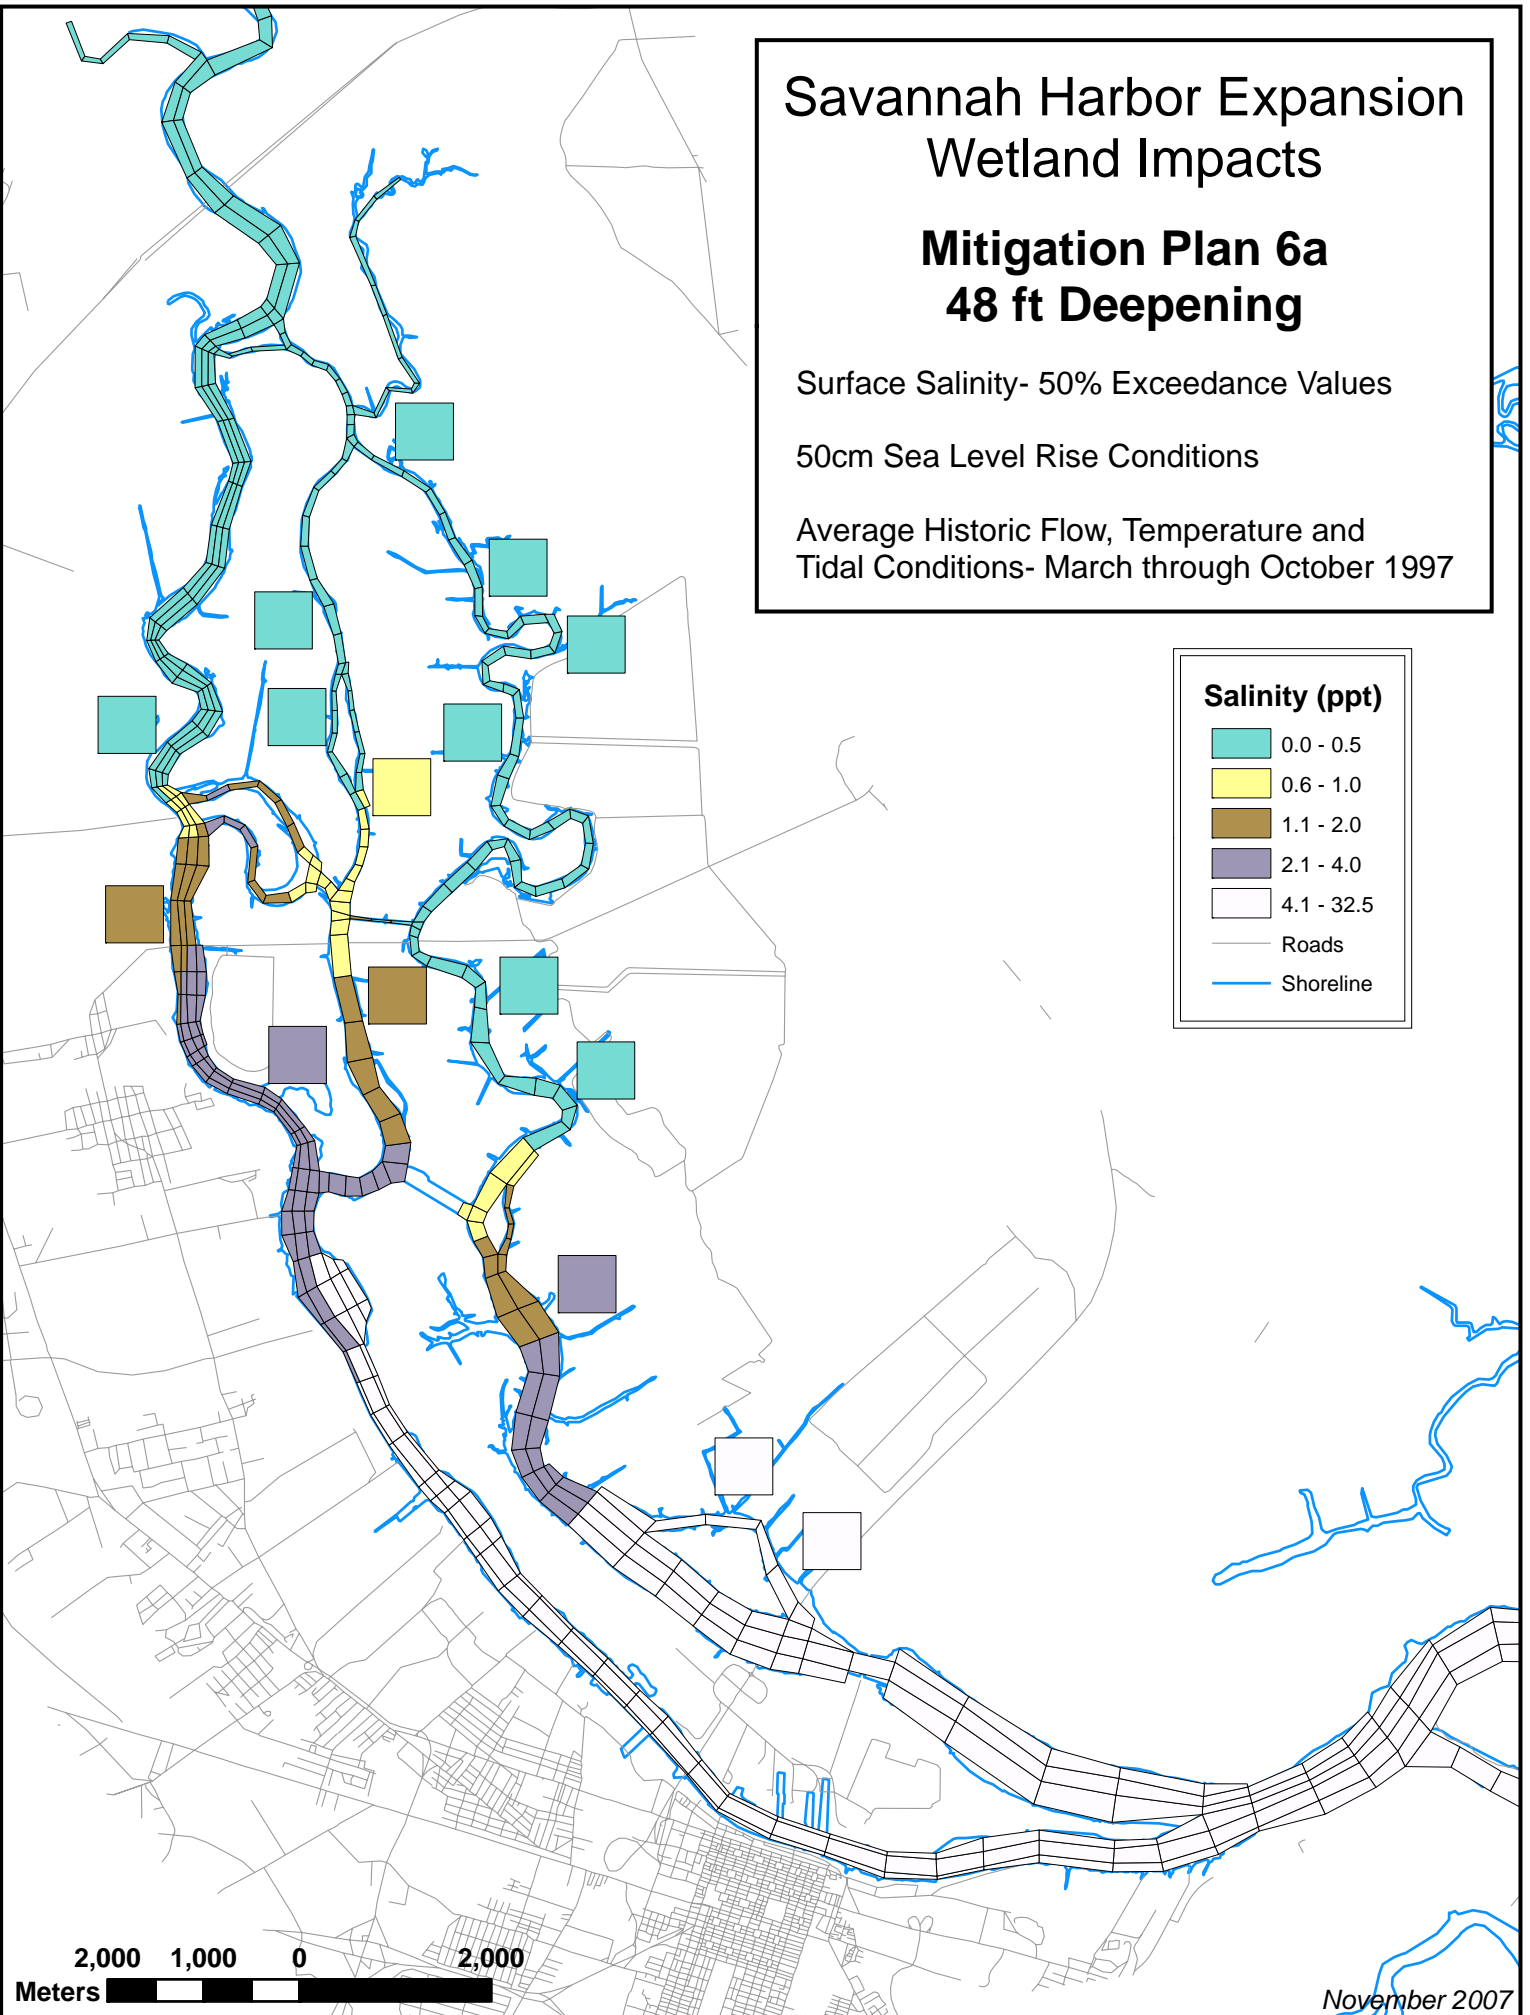 Savannah Harbor Expansion
Wetland Impacts
Mitigation Plan 6a
48 ft Deepening
Surface Salinity- 50% Exceedance Values
50cm Sea Level Rise Conditions
Average Historic Flow, Temperature and
Tidal Conditions- March through October 1997
Salinity (ppt)
0.0 - 0.5
0.6 - 1.0
1.1 - 2.0
2.1 - 4.0
4.1 - 32.5
Roads
Shoreline
2,000 1,000 0 2,000
Meters
November 2007